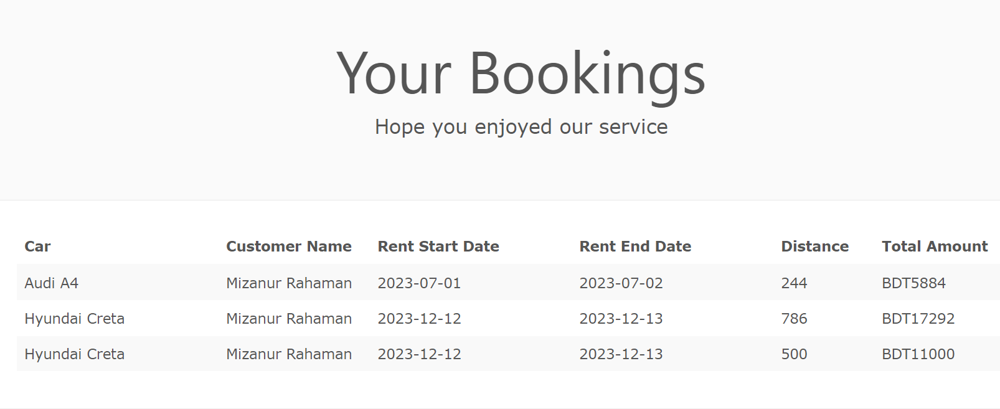 Your Bookings
Hope you enjoyed our service
Car Customer Name Rent Start Date Rent End Date Distance Total Amount
Audi A4 Mizanur Rahaman 2023-07-01 2023-07-02 244 BDT5884
Hyundai Creta Mizanur Rahaman 2023-12-12 2023-12-13 786 BDT17292
Hyundai Creta Mizanur Rahaman 2023-12-12 2023-12-13 500 BDT11000